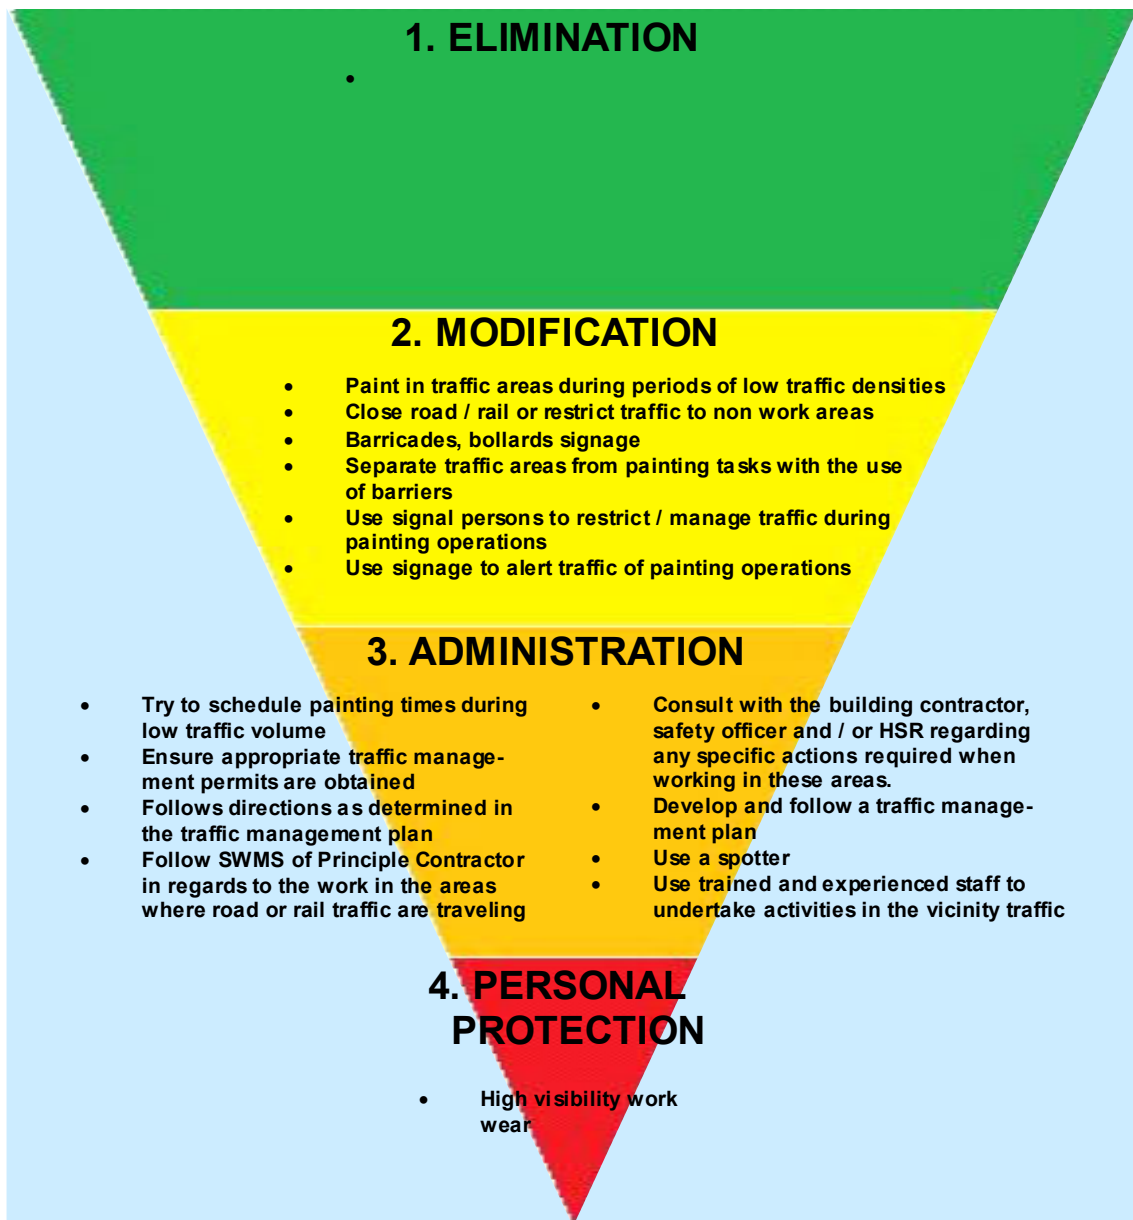 1. ELIMINATION
•
2. MODIFICATION
• Paint in traffic areas during periods of low traffic densities
• Close road / rail or restrict traffic to non work areas
• Barricades, bollards signage
• Separate traffic areas from painting tasks with the use
of barriers
• Use signal persons to restrict / manage traffic during
painting operations
• Use signage to alert traffic of painting operations
3. ADMINISTRATION
• Try to schedule painting times during
low traffic volume
• Ensure appropriate traffic manage-
ment permits are obtained
• Follows directions as determined in
the traffic management plan
• Follow SWMS of Principle Contractor
in regards to the work in the areas
where road or rail traffic are traveling
• Consult with the building contractor,
safety officer and / or HSR regarding
any specific actions required when
working in these areas.
• Develop and follow a traffic manage-
ment plan
• Use a spotter
• Use trained and experienced staff to
undertake activities in the vicinity traffic
4. PERSONAL
PROTECTION
• High visibility work
wear